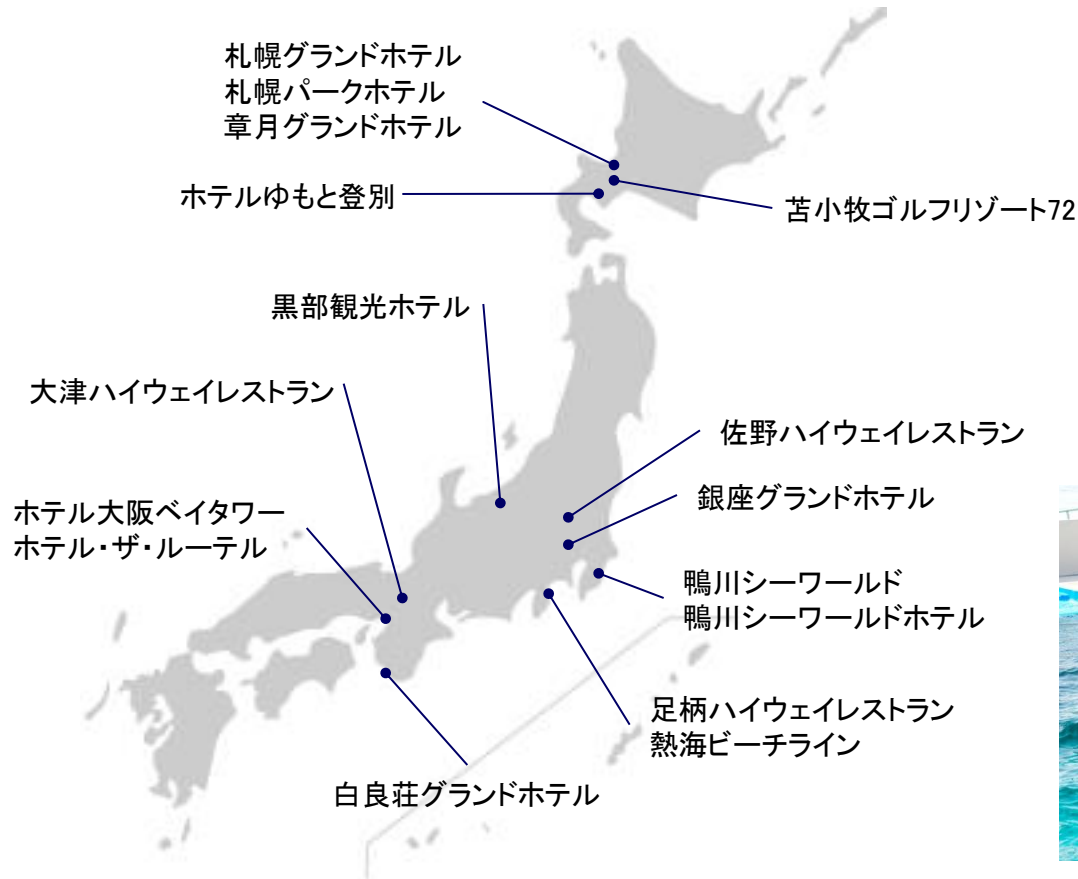 札幌グランドホテル
札幌パークホテル
章月グランドホテル
ホテルゆもと登別
苫小牧ゴルフリゾート72
黒部観光ホテル
大津ハイウェイレストラン
佐野ハイウェイレストラン
銀座グランドホテル
ホテル大阪ベイタワー
ホテル・ザ・ルーテル
鴨川シーワールド
鴨川シーワールドホテル
足柄ハイウェイレストラン
熱海ビーチライン
白良荘グランドホテル